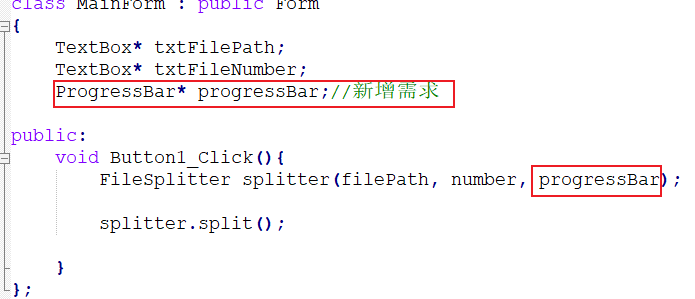 class MainForm : public Form
{
TextBox* txtFilePath;
TextBox* txtFileNumber;
ProgressBar* progressBar;//新增需求
public:
void Button1_Click(){
FileSplitter splitter(filePath, number, progressBar);
splitter.split();
}
};